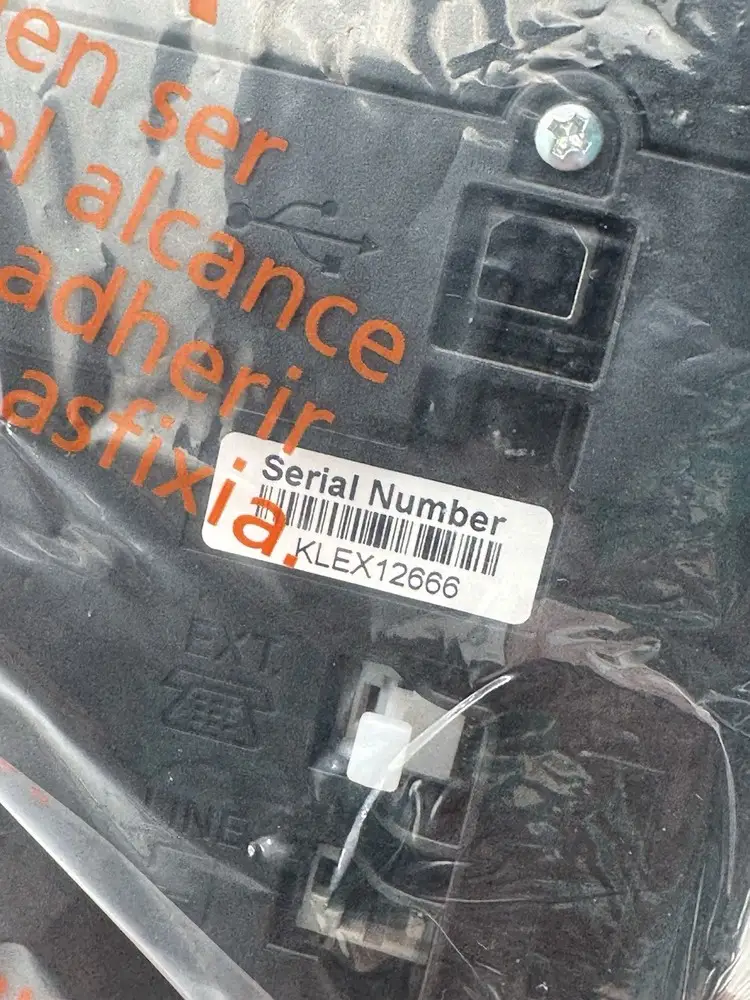 en ser
el alcance
adherir
asfixia.
Serial Number
KLEX12666
EXT.
LINE